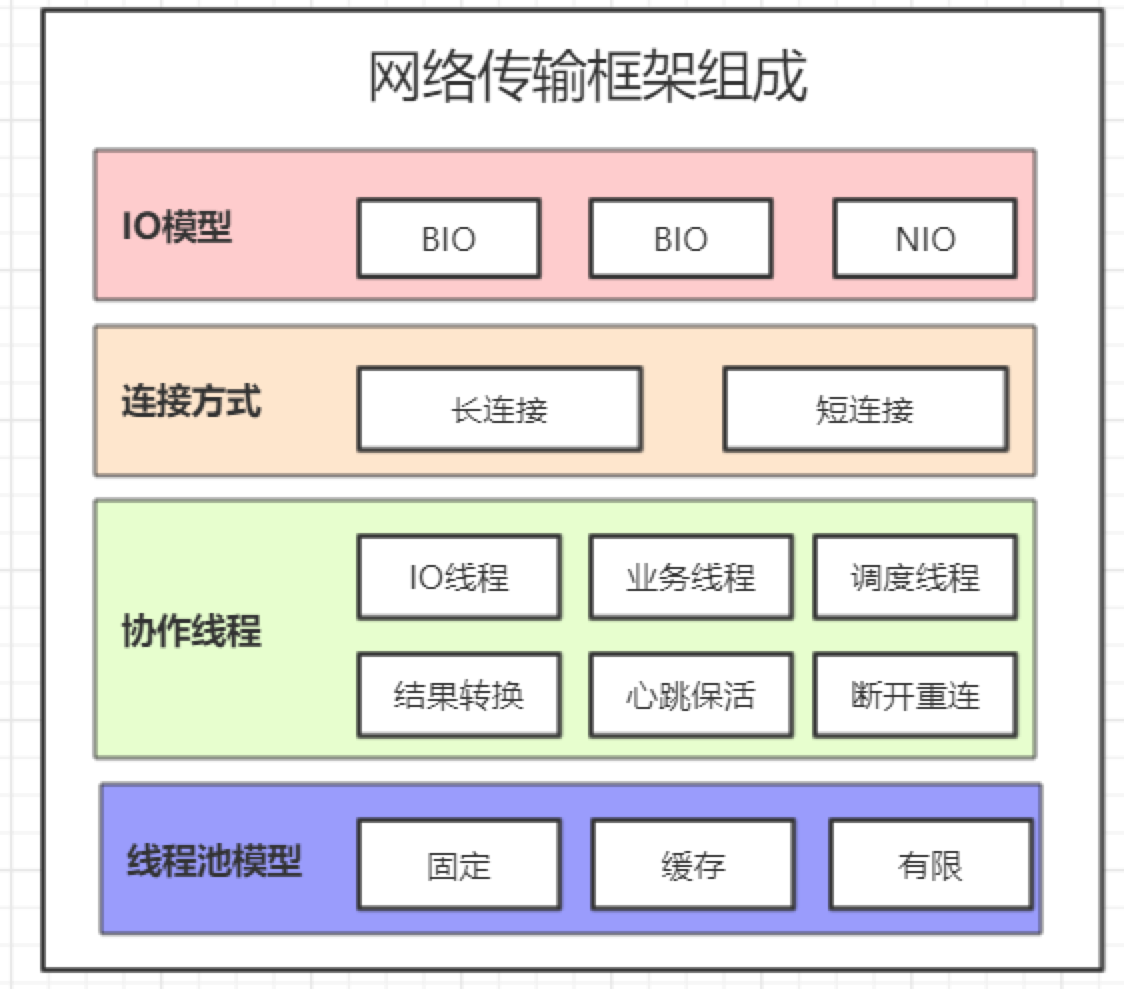 网络传输框架组成
IO模型
BIO
BIO
NIO
连接方式
长连接
短连接
协作线程
IO线程
业务线程
调度线程
结果转换
心跳保活
断开重连
线程池模型
固定
缓存
有限